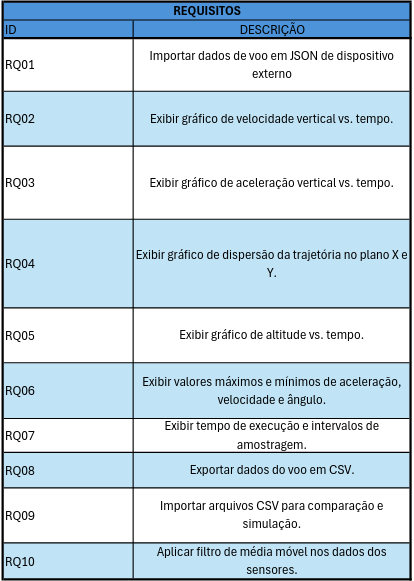 REQUISITOS
ID DESCRIÇÃO
RQ01 Importar dados de voo em JSON de dispositivo
externo
RQ02 Exibir gráfico de velocidade vertical vs. tempo.
RQ03 Exibir gráfico de aceleração vertical vs. tempo.
RQ04 Exibir gráfico de dispersão da trajetória no plano X e
Y.
RQ05 Exibir gráfico de altitude vs. tempo.
RQ06 Exibir valores máximos e mínimos de aceleração,
velocidade e ângulo.
RQ07 Exibir tempo de execução e intervalos de
amostragem.
RQ08 Exportar dados do voo em CSV.
RQ09 Importar arquivos CSV para comparação e
simulação.
RQ10 Aplicar filtro de média móvel nos dados dos
sensores.